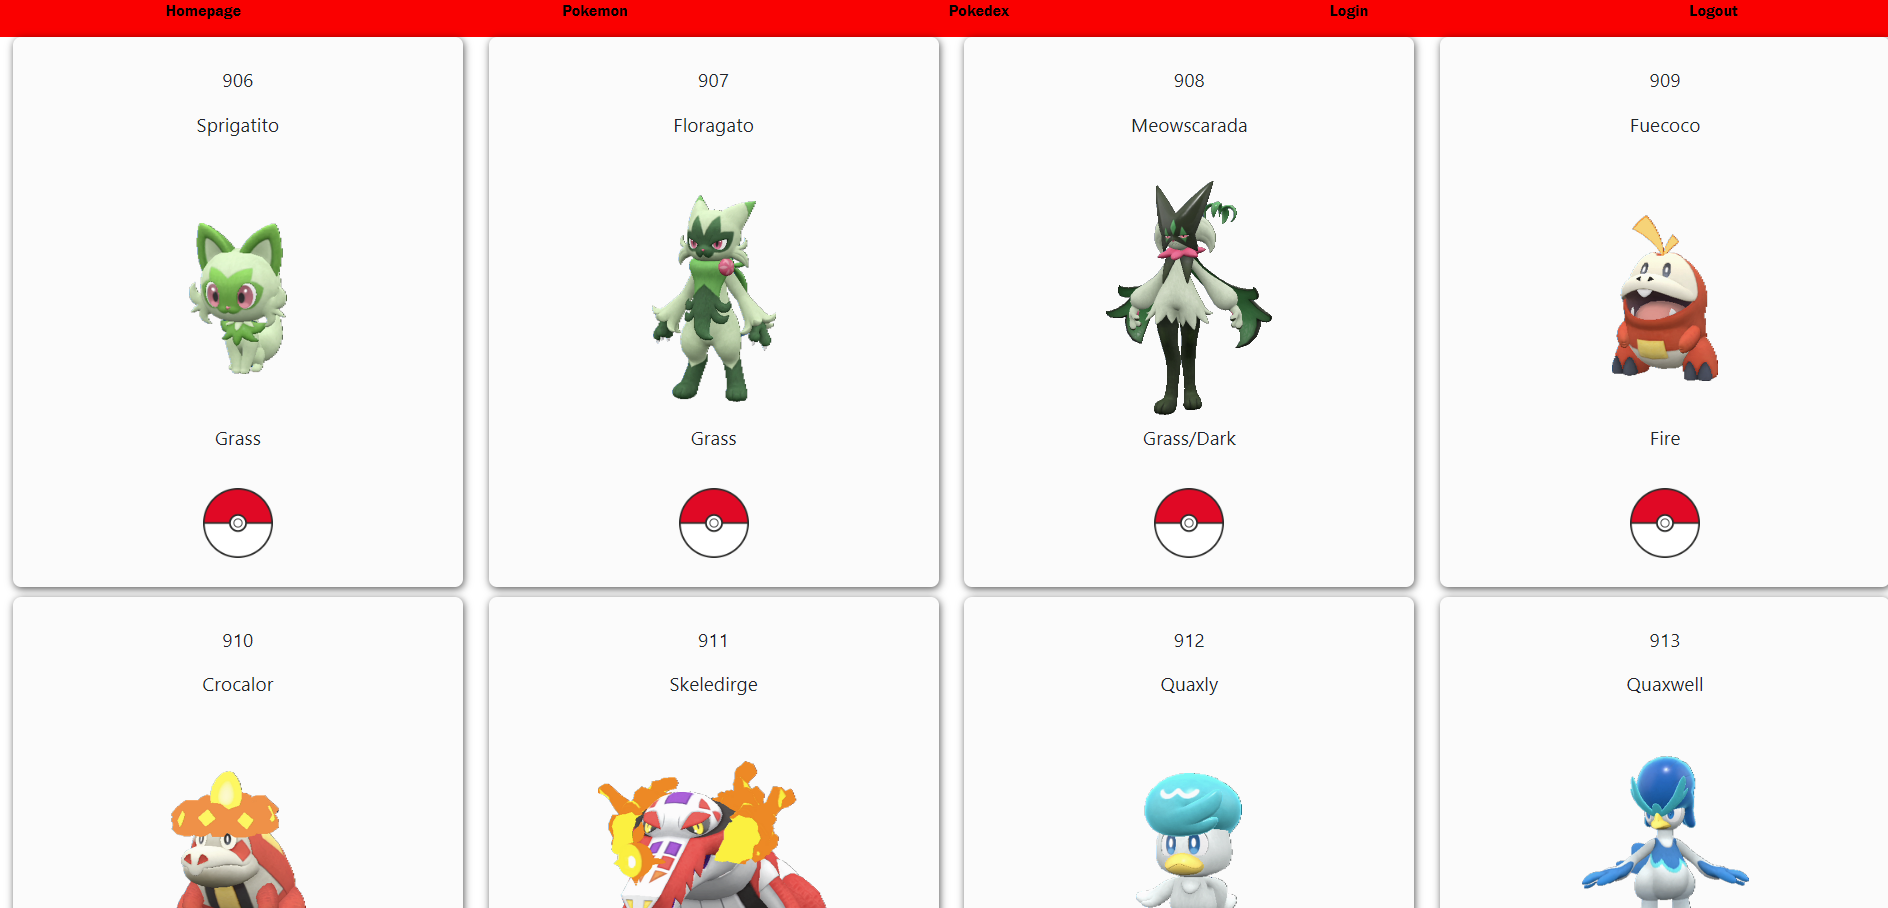 Homepage Pokemon Pokedex Login Logout
906 907 908 909
Sprigatito Floragato Meowscarada Fuecoco
Grass Grass Grass/Dark Fire
910 911 912 913
Crocalor Skeledirge Quaxly Quaxwell